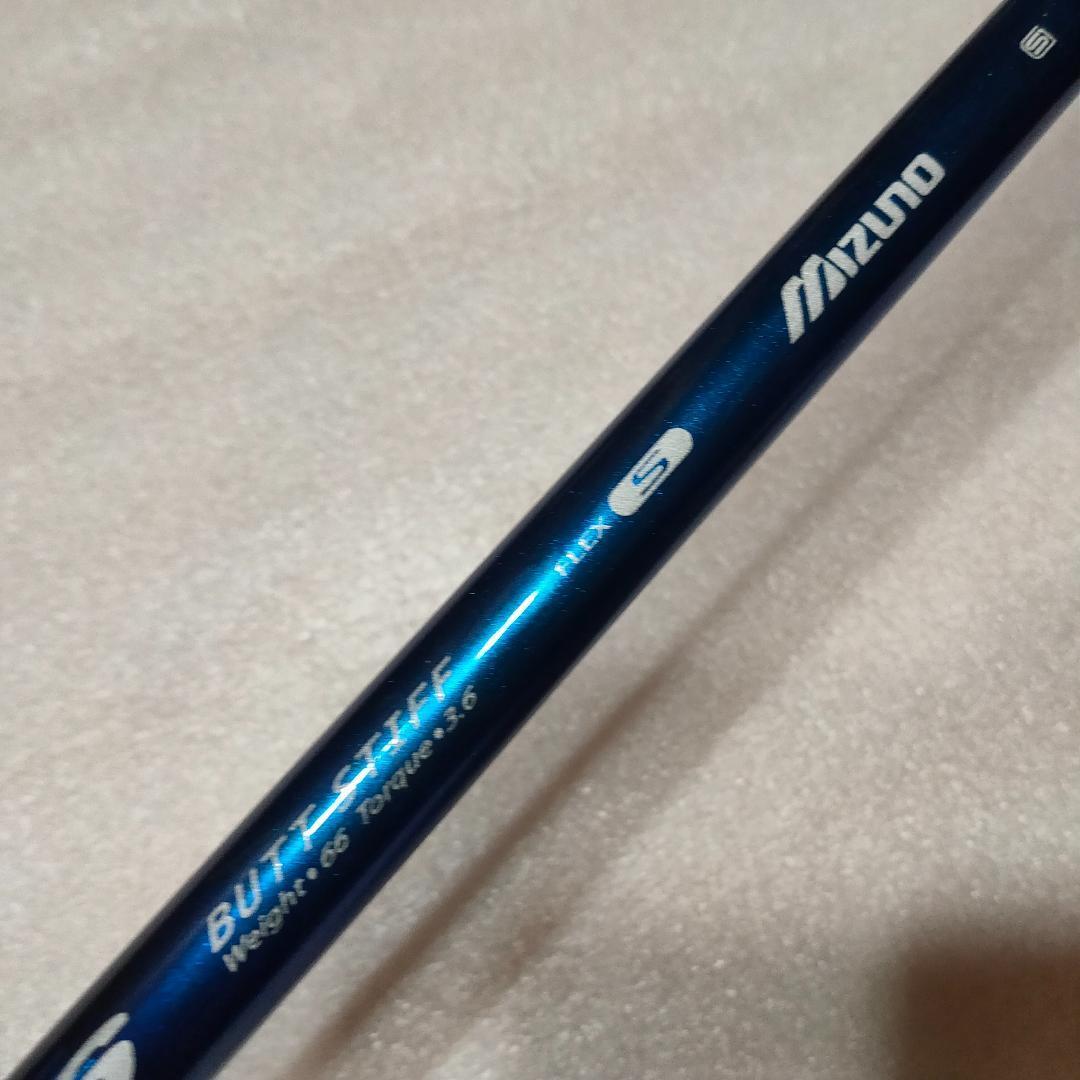 BUTT STIFF
Weight•66 Torque•3.6
FLEX S
MIZUNO
S